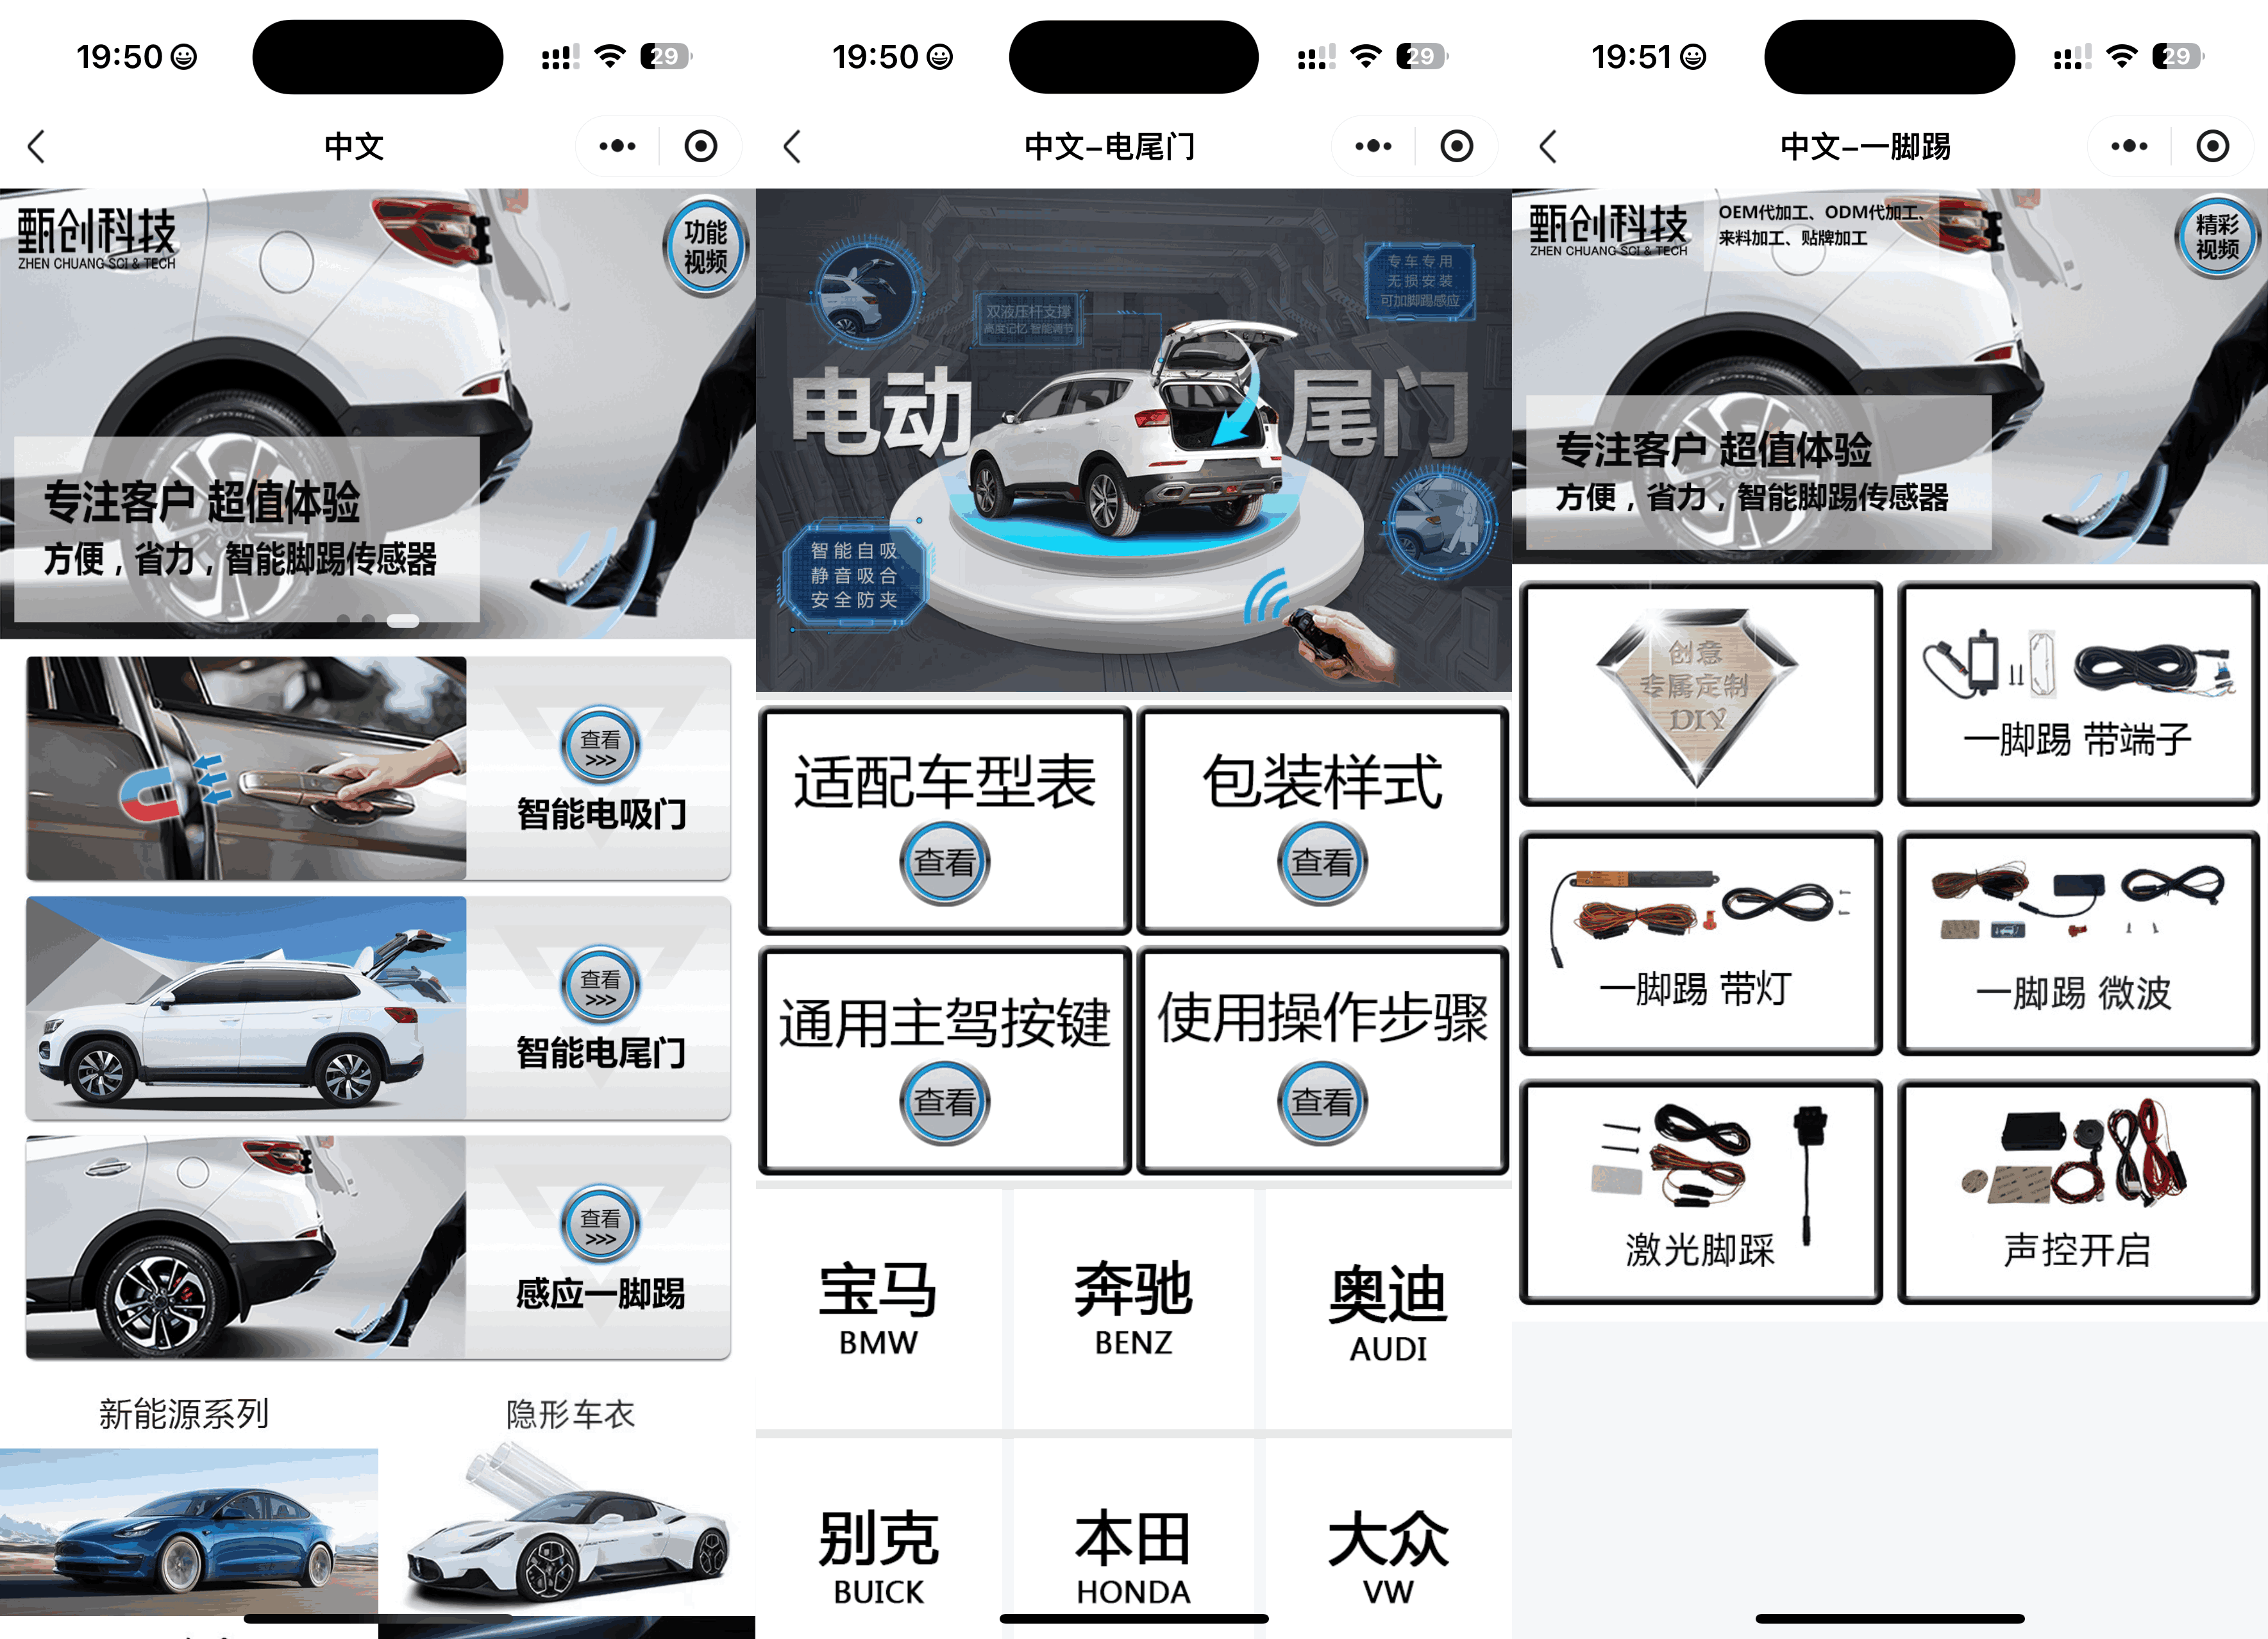 19:50
29
中文
甄创科技
ZHEN CHUANG SCI & TECH
功能
视频
专注客户 超值体验
方便，省力，智能脚踢传感器
查看
>>>
智能电吸门
查看
>>>
智能电尾门
查看
>>>
感应一脚踢
新能源系列
隐形车衣
19:50
29
中文-电尾门
专车专用
无损安装
可加脚踢感应
双液压杆支撑
高度记忆 智能调节
电动
尾门
智能自吸
静音吸合
安全防夹
适配车型表
查看
包装样式
查看
通用主驾按键
查看
使用操作步骤
查看
宝马
BMW
奔驰
BENZ
奥迪
AUDI
别克
BUICK
本田
HONDA
大众
VW
19:51
29
中文-一脚踢
甄创科技
ZHEN CHUANG SCI & TECH
OEM代加工、ODM代加工、
来料加工、贴牌加工
精彩
视频
专注客户 超值体验
方便，省力，智能脚踢传感器
创意
专属定制
DIY
一脚踢 带端子
一脚踢 带灯
一脚踢 微波
激光脚踩
声控开启